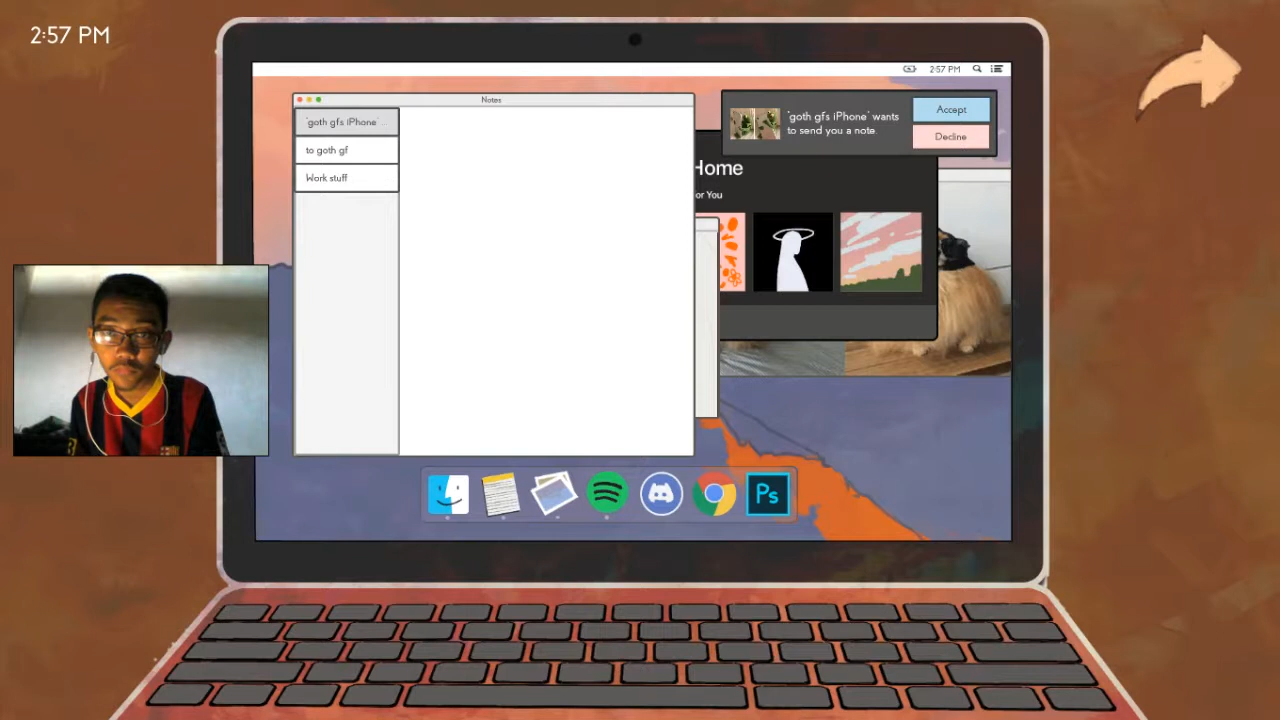 2:57 PM
2:57 PM
Notes
'goth gfs iPhone' ...
to goth gf
Work stuff
'goth gfs iPhone' wants
to send you a note.
Accept
Decline
Home
or You
Ps